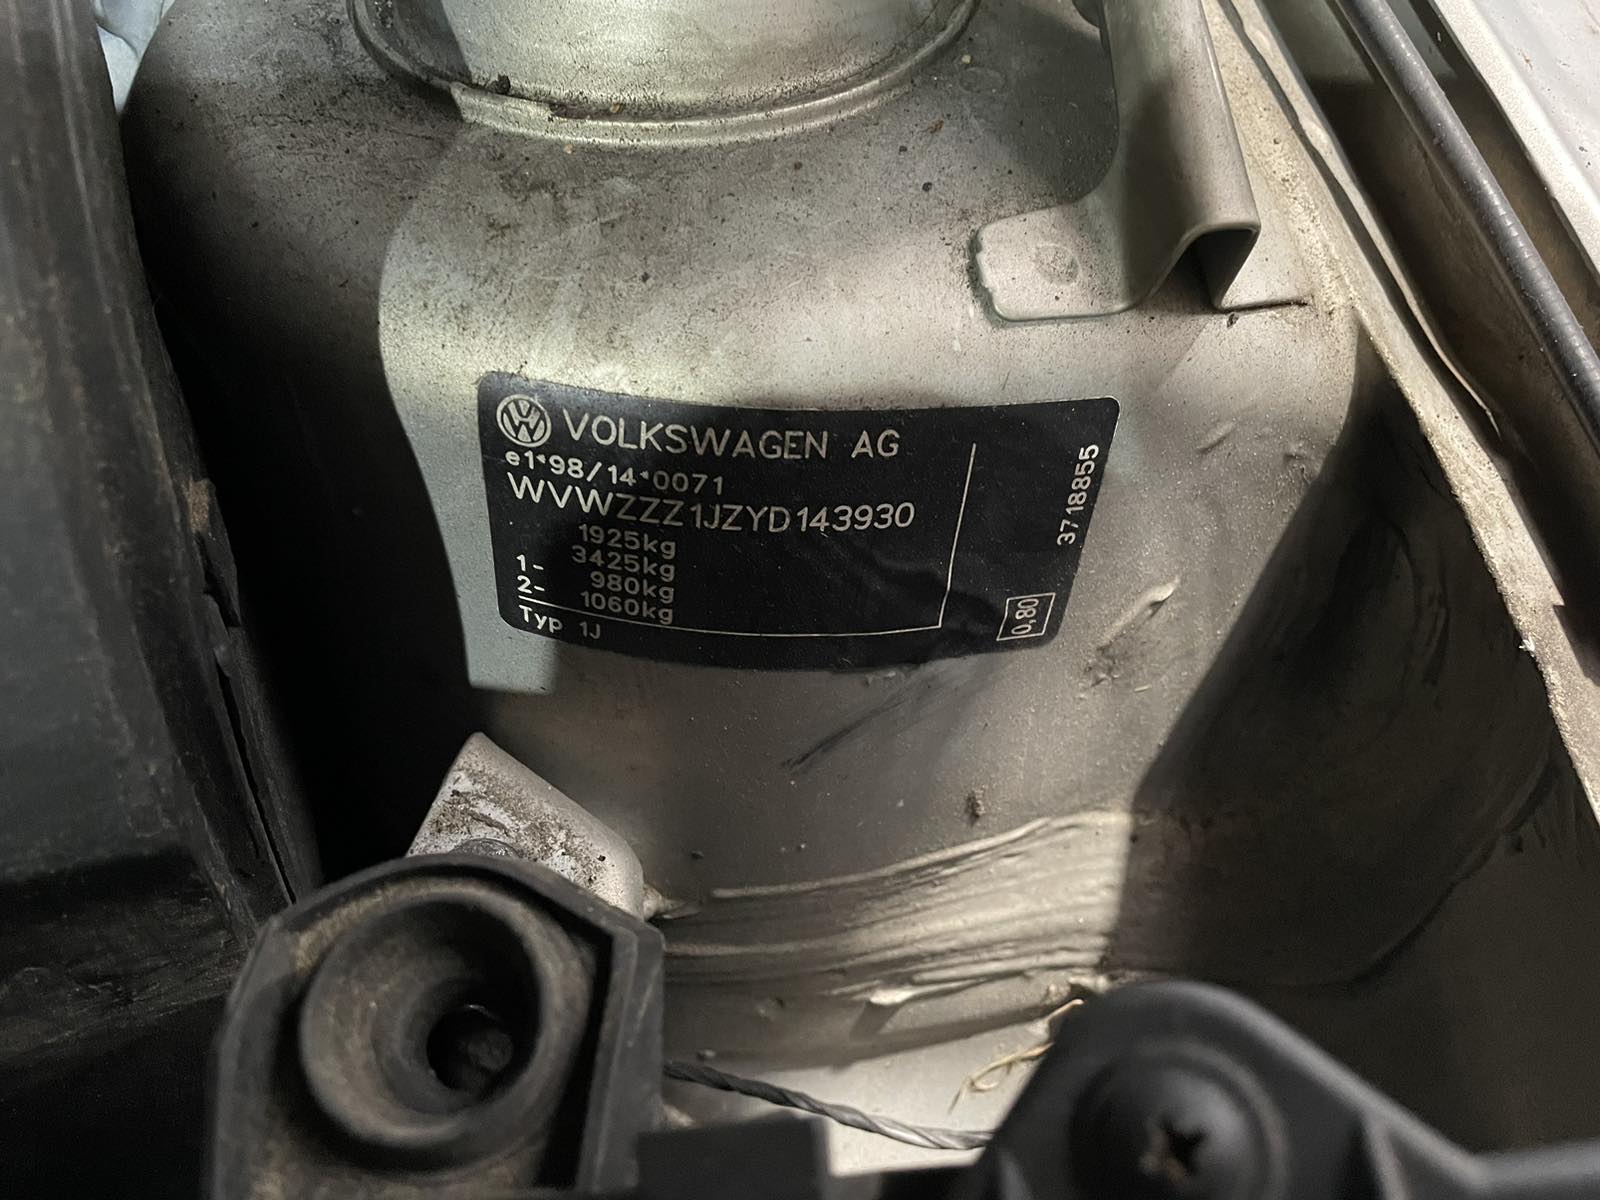 VOLKSWAGEN AG
e1*98/14*0071
WVWZZZ1JZYD143930
1925kg
3425kg
1- 980kg
2- 1060kg
Typ 1J
3718855
0,80